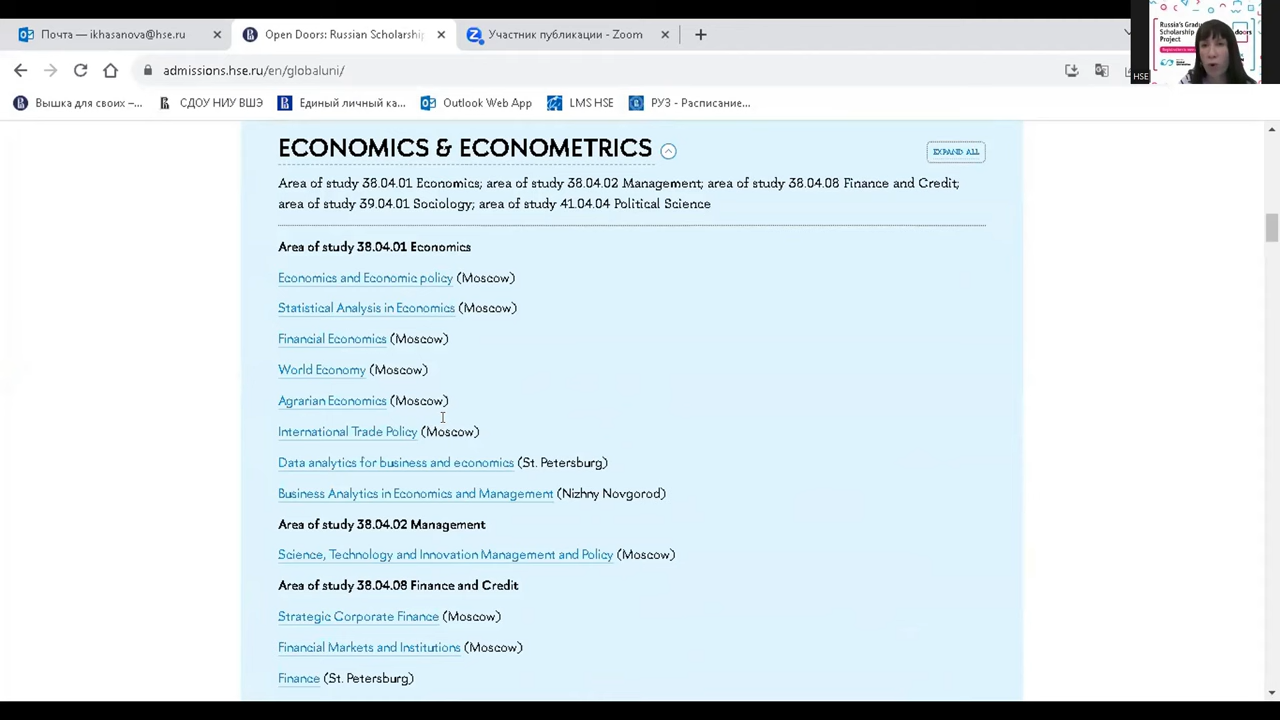 Почта — ikhasanova@hse.ru
Open Doors: Russian Scholarship
Участник публикации - Zoom
admissions.hse.ru/en/globaluni/
Вышка для своих –...
СДОУ НИУ ВШЭ
Единый личный ка...
Outlook Web App
LMS HSE
РУЗ - Расписание...
Russia's Gradu
Scholarship
Project
doors
HSE
ECONOMICS & ECONOMETRICS
EXPAND ALL
Area of study 38.04.01 Economics; area of study 38.04.02 Management; area of study 38.04.08 Finance and Credit;
area of study 39.04.01 Sociology; area of study 41.04.04 Political Science
Area of study 38.04.01 Economics
Economics and Economic policy (Moscow)
Statistical Analysis in Economics (Moscow)
Financial Economics (Moscow)
World Economy (Moscow)
Agrarian Economics (Moscow)
International Trade Policy (Moscow)
Data analytics for business and economics (St. Petersburg)
Business Analytics in Economics and Management (Nizhny Novgorod)
Area of study 38.04.02 Management
Science, Technology and Innovation Management and Policy (Moscow)
Area of study 38.04.08 Finance and Credit
Strategic Corporate Finance (Moscow)
Financial Markets and Institutions (Moscow)
Finance (St. Petersburg)